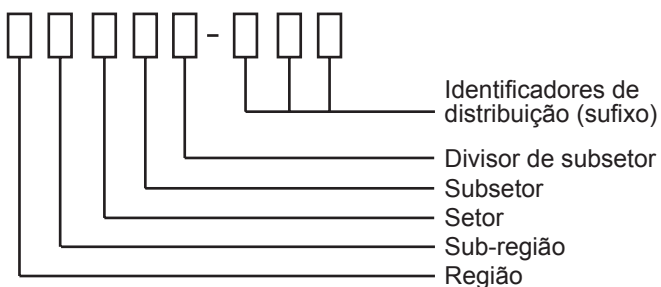 -
Identificadores de
distribuição (sufixo)
Divisor de subsetor
Subsetor
Setor
Sub-região
Região